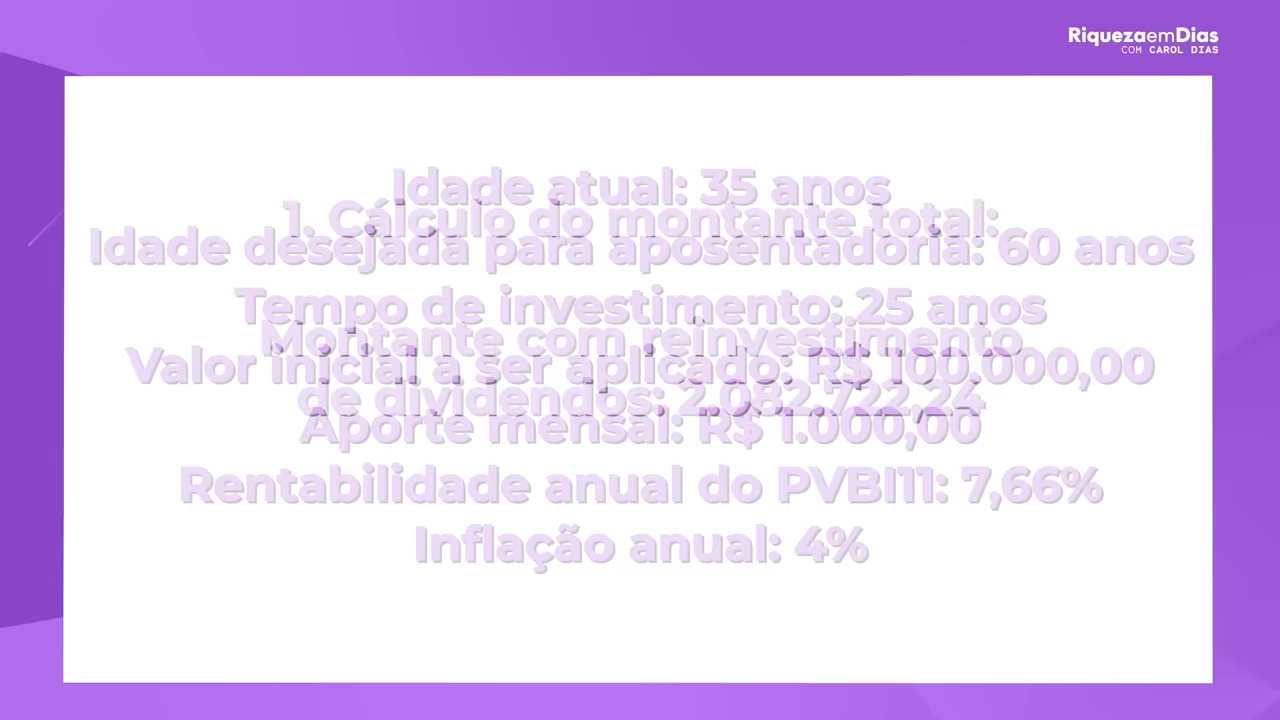 RiquezaemDias
COM CAROL DIAS
Idade atual: 35 anos
1. Cálculo do montante total:
Idade desejada para aposentadoria: 60 anos
Tempo de investimento: 25 anos
Montante com reinvestimento
Valor inicial a ser aplicado: R$ 100.000,00
de dividendos: 2.082.722,24
Aporte mensal: R$ 1.000,00
Rentabilidade anual do PVBI11: 7,66%
Inflação anual: 4%